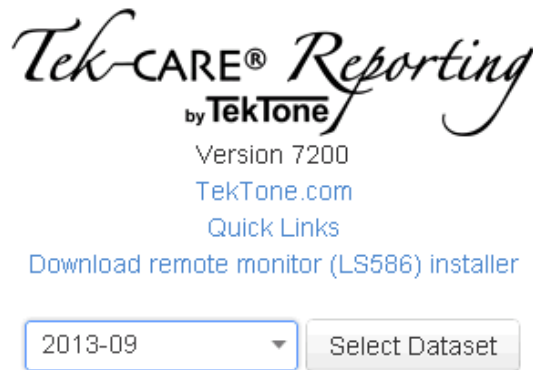 Tek-CARE® Reporting
by TekTone
Version 7200
TekTone.com
Quick Links
Download remote monitor (LS586) installer
2013-09 Select Dataset